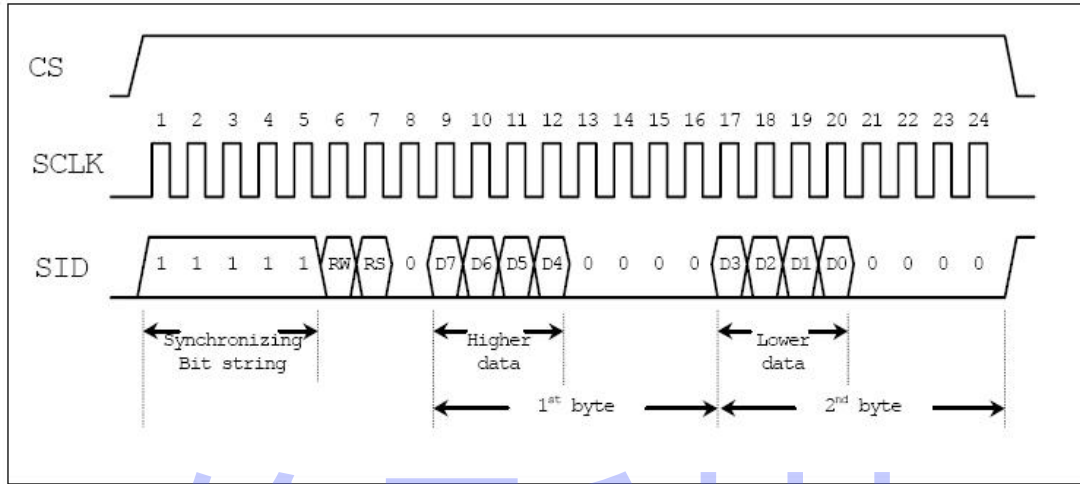 CS
1 2 3 4 5 6 7 8 9 10 11 12 13 14 15 16 17 18 19 20 21 22 23 24
SCLK
SID 1 1 1 1 1 RW RS 0 D7 D6 D5 D4 0 0 0 0 D3 D2 D1 D0 0 0 0 0
Synchronizing
Bit string
Higher
data
Lower
data
1st byte
2nd byte